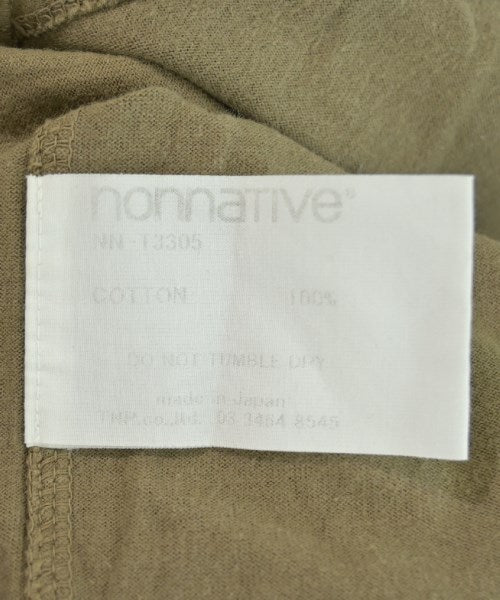 nonnative®
NN-T3305
COTTON 100%
DO NOT TUMBLE DRY
made in Japan
TNP.co.,ltd. 03 3464 8545